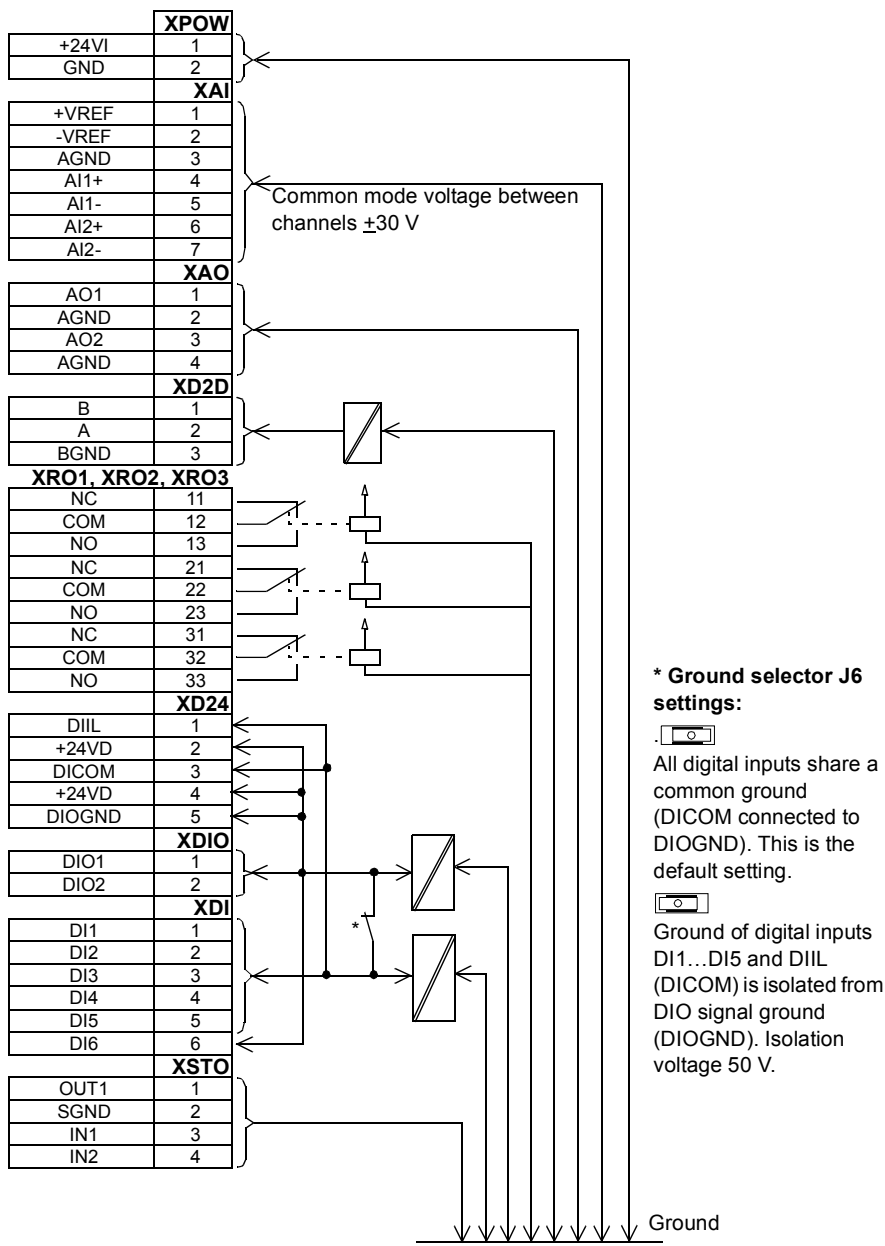 XPOW
+24VI 1
GND 2
XAI
+VREF 1
-VREF 2
AGND 3
AI1+ 4
AI1- 5
AI2+ 6
AI2- 7
Common mode voltage between
channels ±30 V
XAO
AO1 1
AGND 2
AO2 3
AGND 4
XD2D
B 1
A 2
BGND 3
XRO1, XRO2, XRO3
NC 11
COM 12
NO 13
NC 21
COM 22
NO 23
NC 31
COM 32
NO 33
XD24
DIIL 1
+24VD 2
DICOM 3
+24VD 4
DIOGND 5
XDIO
DIO1 1
DIO2 2
XDI
DI1 1
DI2 2
DI3 3
DI4 4
DI5 5
DI6 6
*
XSTO
OUT1 1
SGND 2
IN1 3
IN2 4
Ground
* Ground selector J6
settings:
.
All digital inputs share a
common ground
(DICOM connected to
DIOGND). This is the
default setting.
Ground of digital inputs
DI1…DI5 and DIIL
(DICOM) is isolated from
DIO signal ground
(DIOGND). Isolation
voltage 50 V.